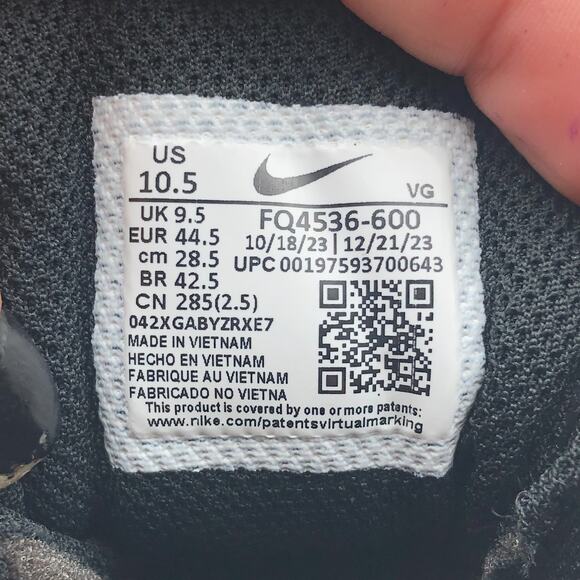 US
10.5
VG
UK 9.5
EUR 44.5
cm 28.5
BR 42.5
CN 285(2.5)
FQ4536-600
10/18/23 | 12/21/23
UPC 00197593700643
042XGABYZRXE7
MADE IN VIETNAM
HECHO EN VIETNAM
FABRIQUE AU VIETNAM
FABRICADO NO VIETNA
This product is covered by one or more patents:
www.nike.com/patentsvirtualmarking